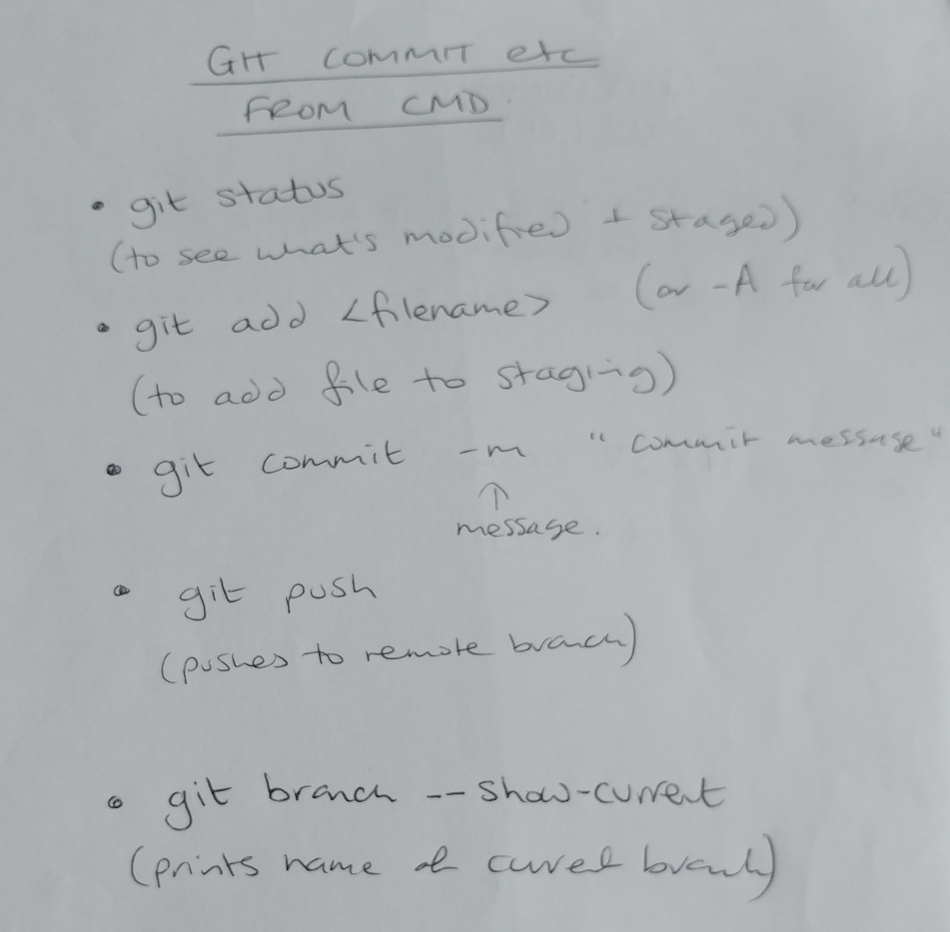 GIT COMMIT etc
FROM CMD.
• git status
(to see what's modified + staged)
• git add <filename> (or -A for all)
(to add file to staging)
• git commit -m "commit message"
↑
message.
• git push
(pushes to remote branch)
• git branch --show-current
(prints name of current branch)